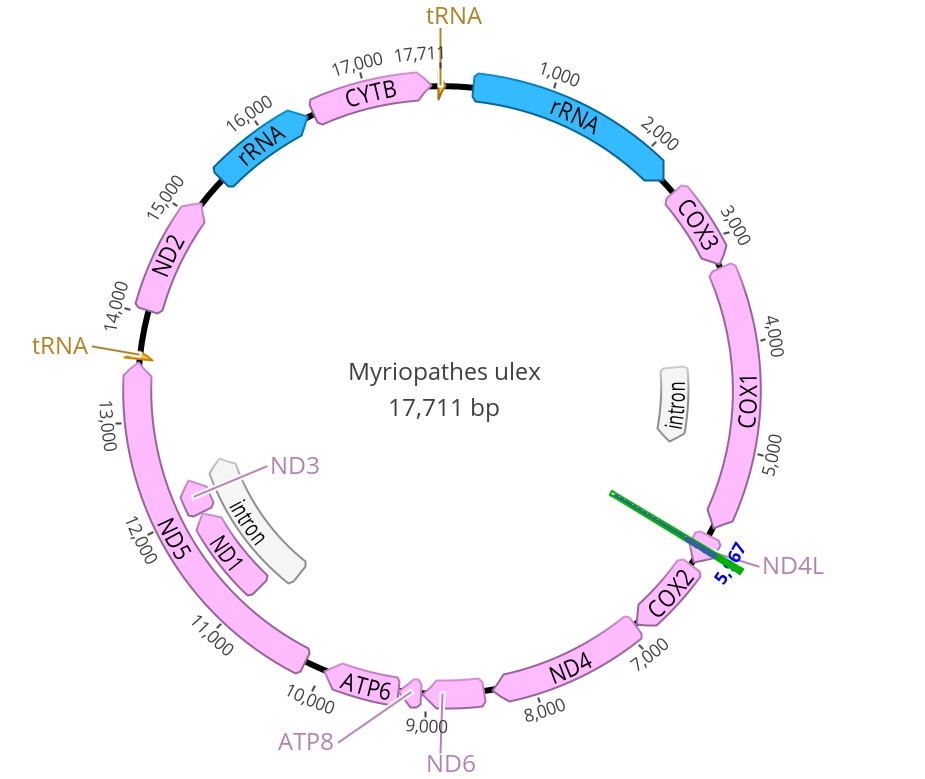 tRNA
17,711
17,000
CYTB
1,000
rRNA
16,000
rRNA
2,000
15,000
ND2
COX3
3,000
14,000
tRNA
Myriopathes ulex
17,711 bp
4,000
COX1
intron
13,000
5,000
ND3
intron
ND5
ND1
12,000
ND4L
COX2
11,000
7,000
ND4
10,000
ATP6
8,000
9,000
ATP8
ND6